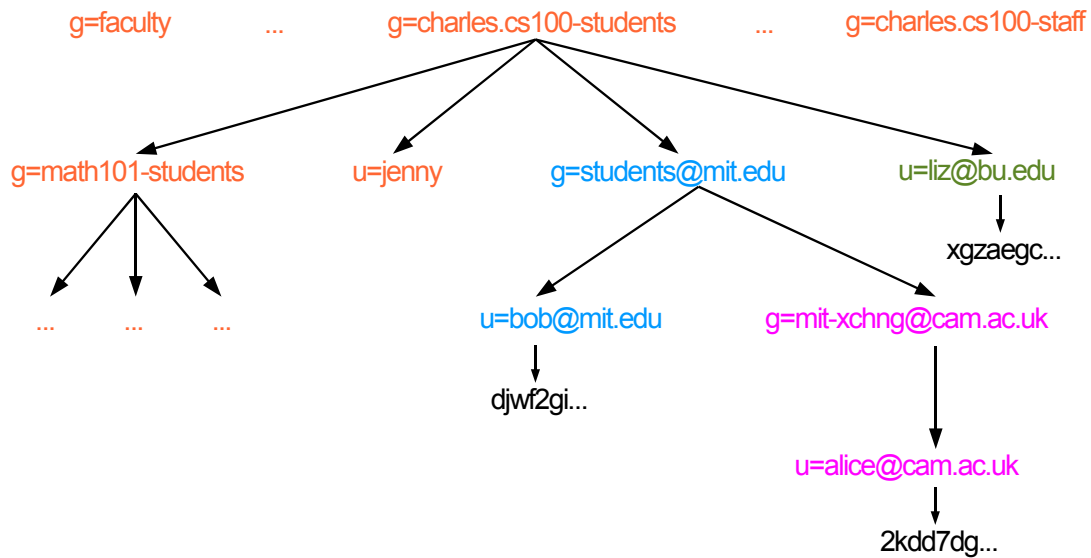 g=faculty ... g=charles.cs100-students ... g=charles.cs100-staff
g=math101-students u=jenny g=students@mit.edu u=liz@bu.edu
xgzaegc...
... ... ... u=bob@mit.edu g=mit-xchng@cam.ac.uk
djwf2gi...
u=alice@cam.ac.uk
2kdd7dg...